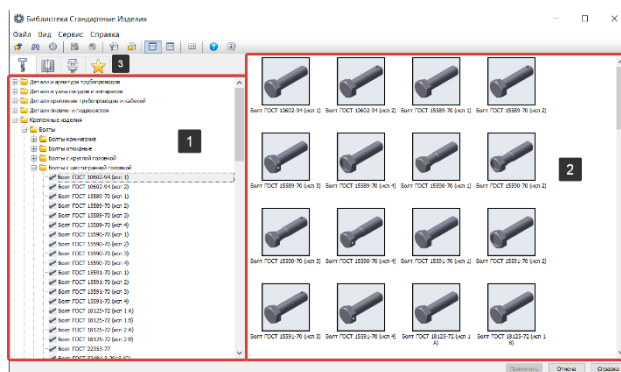 Библиотека Стандартные Изделия
Файл Вид Сервис Справка
3
Детали и арматура трубопроводов
Детали и узлы сосудов и аппаратов
Детали крепления трубопроводов и кабелей
Детали пневмо- и гидросистем
Крепежные изделия
Болты
Болты конические
Болты откидные
Болты с круглой головкой
Болты с шестигранной головкой
Болт ГОСТ 10602-94 (исп 1)
Болт ГОСТ 10602-94 (исп 2)
Болт ГОСТ 15589-70 (исп 1)
Болт ГОСТ 15589-70 (исп 2)
Болт ГОСТ 15589-70 (исп 3)
Болт ГОСТ 15589-70 (исп 4)
Болт ГОСТ 15590-70 (исп 1)
Болт ГОСТ 15590-70 (исп 2)
Болт ГОСТ 15590-70 (исп 3)
Болт ГОСТ 15590-70 (исп 4)
Болт ГОСТ 15591-70 (исп 1)
Болт ГОСТ 15591-70 (исп 2)
Болт ГОСТ 15591-70 (исп 3)
Болт ГОСТ 15591-70 (исп 4)
Болт ГОСТ 18125-72 (исп 1 А)
Болт ГОСТ 18125-72 (исп 1 В)
Болт ГОСТ 18125-72 (исп 2 А)
Болт ГОСТ 18125-72 (исп 2 В)
Болт ГОСТ 22353-77
1
Болт ГОСТ 10602-94 (исп 1) Болт ГОСТ 10602-94 (исп 2) Болт ГОСТ 15589-70 (исп 1) Болт ГОСТ 15589-70 (исп 2)
Болт ГОСТ 15589-70 (исп 3) Болт ГОСТ 15589-70 (исп 4) Болт ГОСТ 15590-70 (исп 1) Болт ГОСТ 15590-70 (исп 2)
2
Болт ГОСТ 15590-70 (исп 3) Болт ГОСТ 15590-70 (исп 4) Болт ГОСТ 15591-70 (исп 1) Болт ГОСТ 15591-70 (исп 2)
Болт ГОСТ 15591-70 (исп 3) Болт ГОСТ 15591-70 (исп 4) Болт ГОСТ 18125-72 (исп 1 А) Болт ГОСТ 18125-72 (исп 1 В)
Применить Отмена Справка